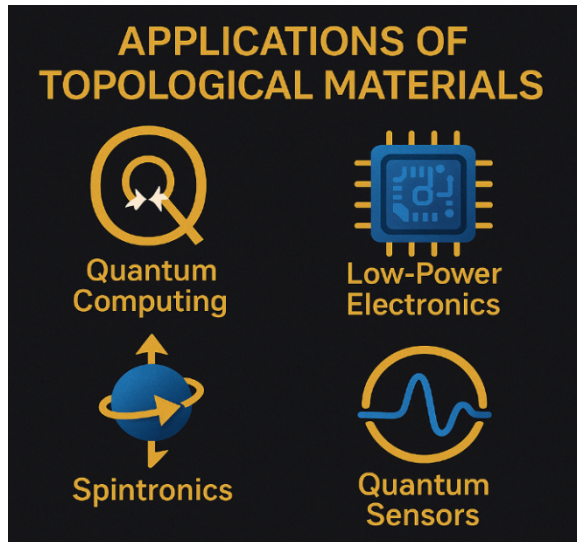 APPLICATIONS OF
TOPOLOGICAL MATERIALS
Quantum
Computing
Low-Power
Electronics
Spintronics
Quantum
Sensors